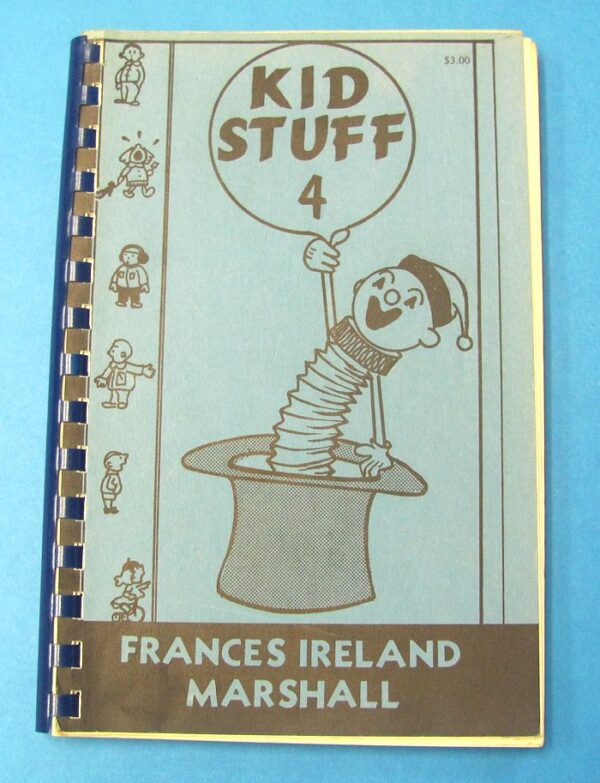 $3.00
KID
STUFF
4
FRANCES IRELAND
MARSHALL